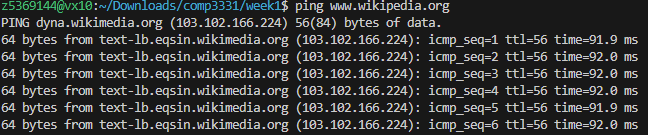 z5369144@vx10:~/Downloads/comp3331/week1$ ping www.wikipedia.org
PING dyna.wikimedia.org (103.102.166.224) 56(84) bytes of data.
64 bytes from text-lb.eqsin.wikimedia.org (103.102.166.224): icmp_seq=1 ttl=56 time=91.9 ms
64 bytes from text-lb.eqsin.wikimedia.org (103.102.166.224): icmp_seq=2 ttl=56 time=92.0 ms
64 bytes from text-lb.eqsin.wikimedia.org (103.102.166.224): icmp_seq=3 ttl=56 time=92.0 ms
64 bytes from text-lb.eqsin.wikimedia.org (103.102.166.224): icmp_seq=4 ttl=56 time=92.0 ms
64 bytes from text-lb.eqsin.wikimedia.org (103.102.166.224): icmp_seq=5 ttl=56 time=91.9 ms
64 bytes from text-lb.eqsin.wikimedia.org (103.102.166.224): icmp_seq=6 ttl=56 time=92.0 ms